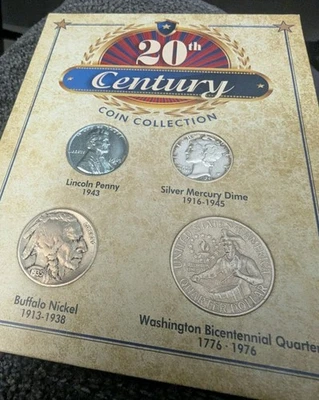 20th
Century
COIN COLLECTION
Lincoln Penny
1943
Silver Mercury Dime
1916-1945
Buffalo Nickel
1913-1938
Washington Bicentennial Quarter
1776 - 1976